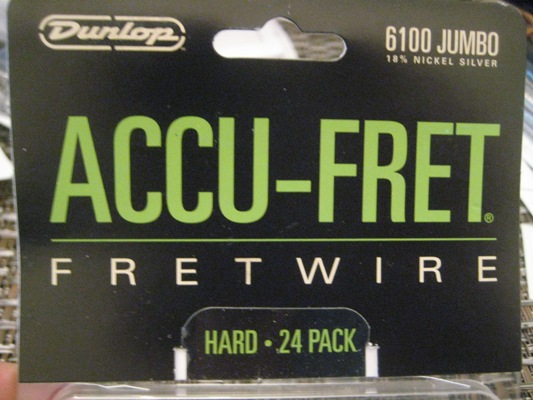 Dunlop
6100 JUMBO
18% NICKEL SILVER
ACCU-FRET®
FRETWIRE
HARD • 24 PACK